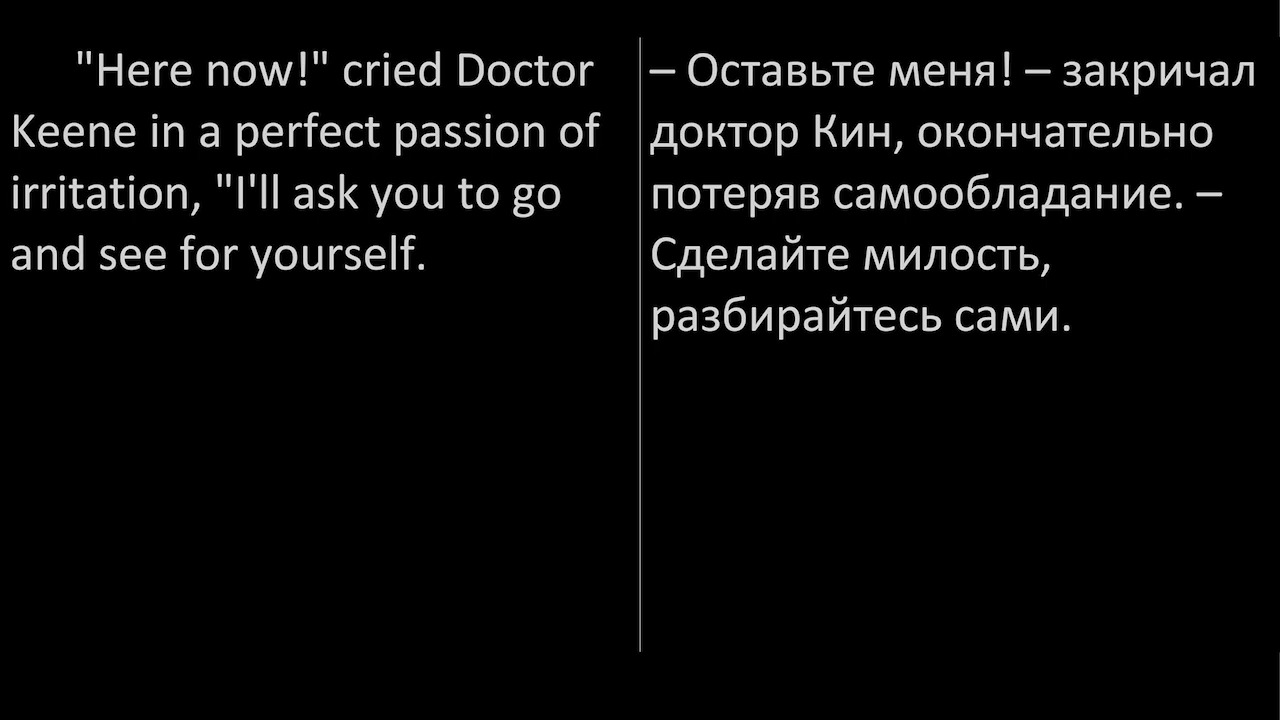 "Here now!" cried Doctor
Keene in a perfect passion of
irritation, "I'll ask you to go
and see for yourself.
– Оставьте меня! – закричал
доктор Кин, окончательно
потеряв самообладание. –
Сделайте милость,
разбирайтесь сами.